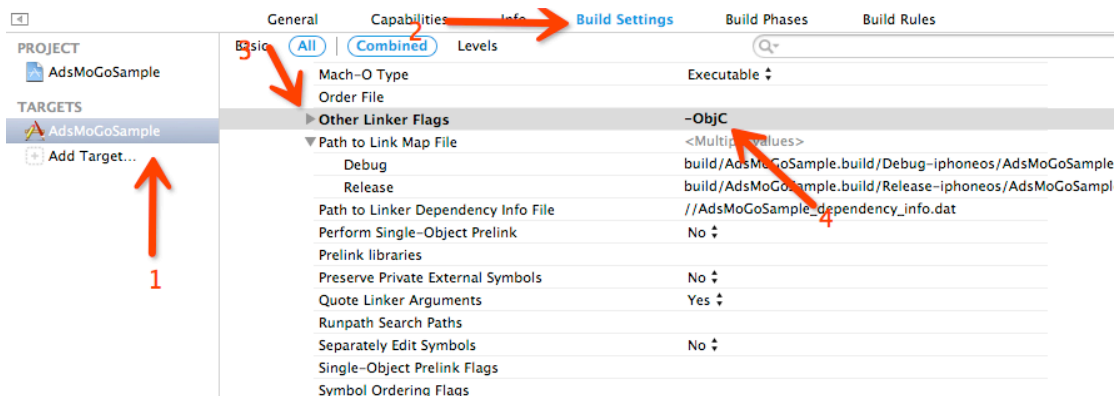 General Capabilities Info Build Settings Build Phases Build Rules
2
PROJECT
Basic All Combined Levels
3
AdsMoGoSample
Mach-O Type Executable
Order File
TARGETS
Other Linker Flags -ObjC
AdsMoGoSample
Path to Link Map File <Multiple values>
Add Target...
Debug build/AdsMoGoSample.build/Debug-iphoneos/AdsMoGoSample
Release build/AdsMoGoSample.build/Release-iphoneos/AdsMoGoSample
Path to Linker Dependency Info File //AdsMoGoSample_dependency_info.dat
4
Perform Single-Object Prelink No
Prelink libraries
1
Preserve Private External Symbols No
Quote Linker Arguments Yes
Runpath Search Paths
Separately Edit Symbols No
Single-Object Prelink Flags
Symbol Ordering Flags